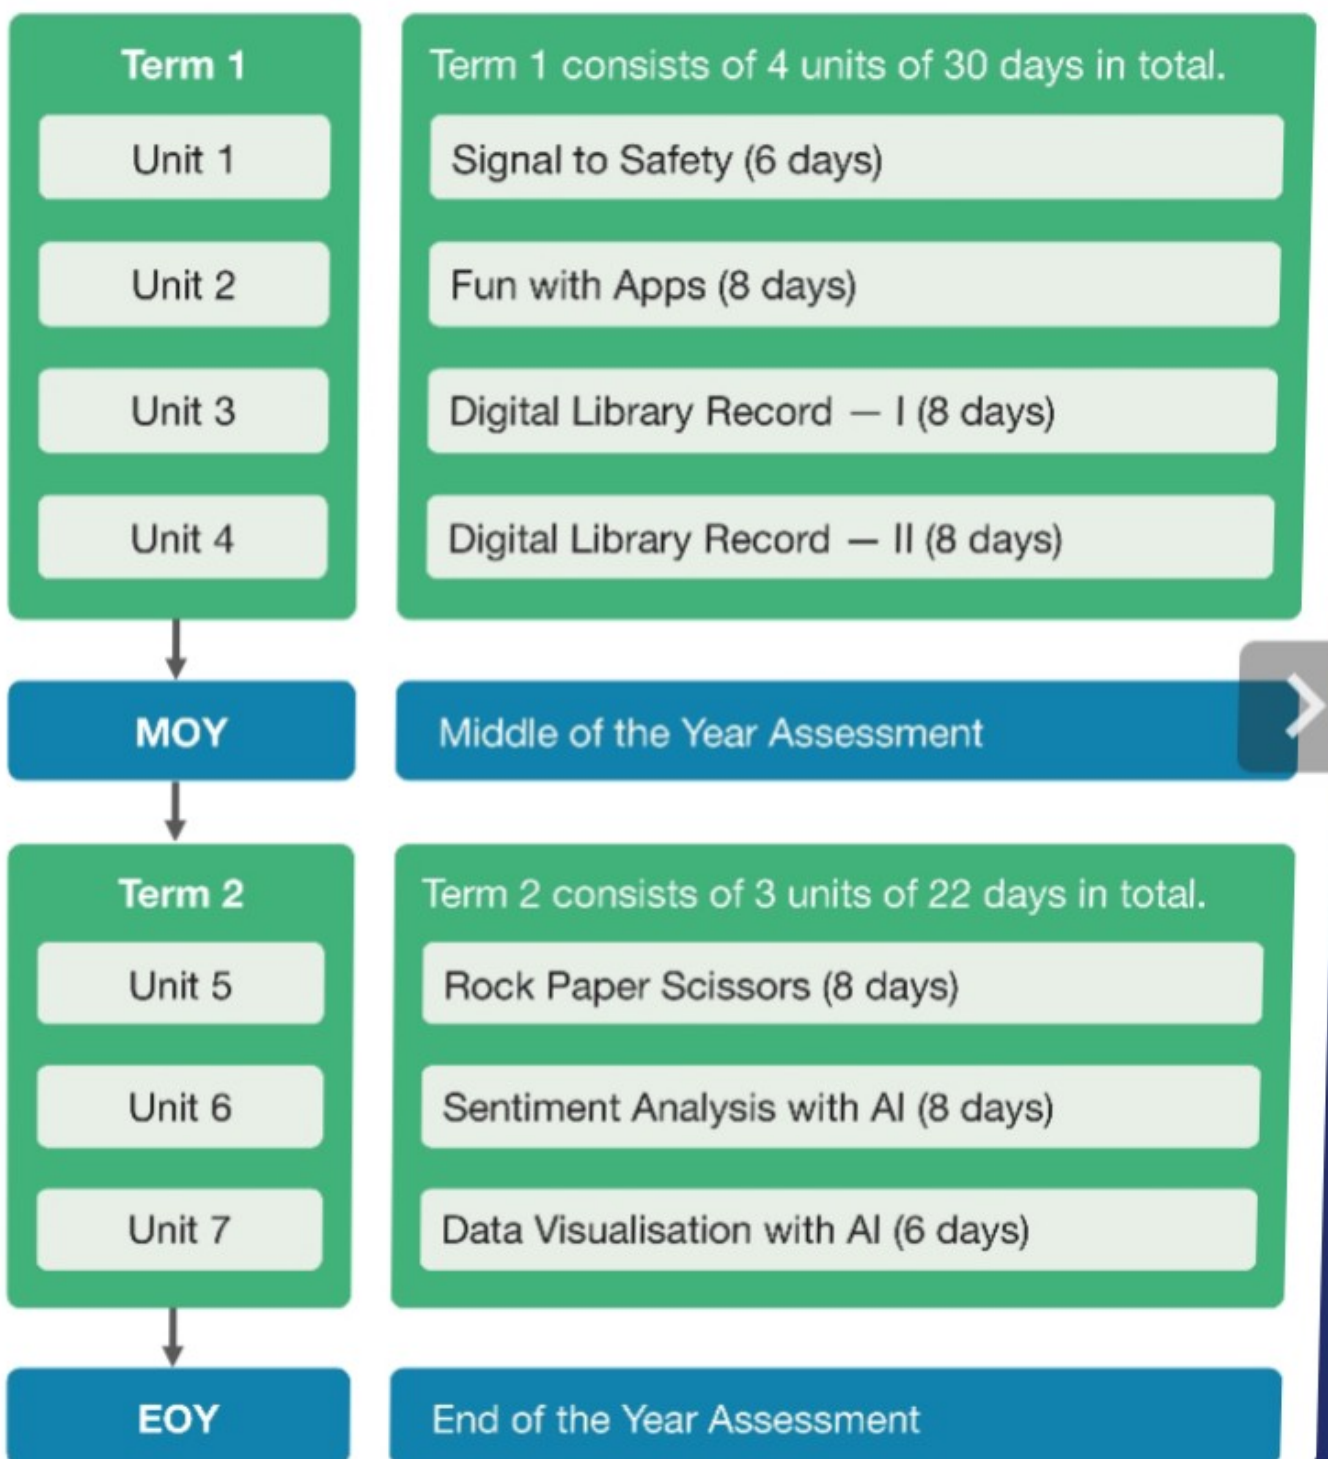 Term 1
Term 1 consists of 4 units of 30 days in total.
Unit 1
Signal to Safety (6 days)
Unit 2
Fun with Apps (8 days)
Unit 3
Digital Library Record — I (8 days)
Unit 4
Digital Library Record — II (8 days)
MOY
Middle of the Year Assessment
Term 2
Term 2 consists of 3 units of 22 days in total.
Unit 5
Rock Paper Scissors (8 days)
Unit 6
Sentiment Analysis with AI (8 days)
Unit 7
Data Visualisation with AI (6 days)
EOY
End of the Year Assessment